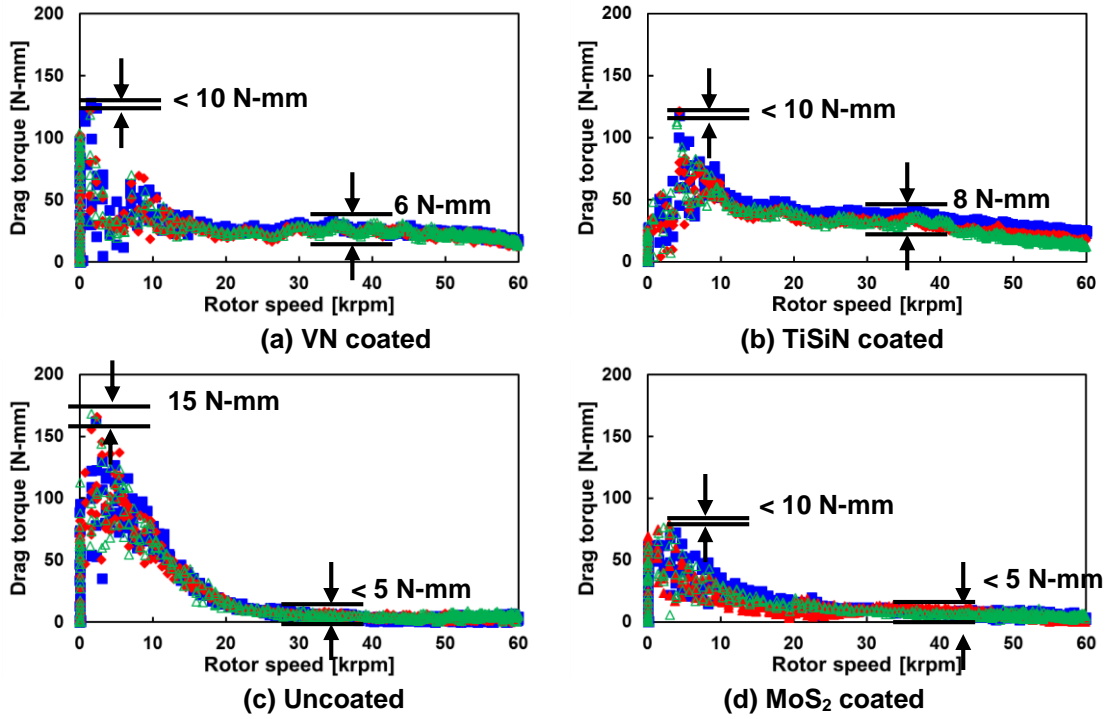 200
150
100
50
0
Drag torque [N-mm]
< 10 N-mm
6 N-mm
0 10 20 30 40 50 60
Rotor speed [krpm]
(a) VN coated
200
150
100
50
0
Drag torque [N-mm]
< 10 N-mm
8 N-mm
0 10 20 30 40 50 60
Rotor speed [krpm]
(b) TiSiN coated
200
150
100
50
0
Drag torque [N-mm]
15 N-mm
< 5 N-mm
0 10 20 30 40 50 60
Rotor speed [krpm]
(c) Uncoated
200
150
100
50
0
Drag torque [N-mm]
< 10 N-mm
< 5 N-mm
0 10 20 30 40 50 60
Rotor speed [krpm]
(d) MoS₂ coated